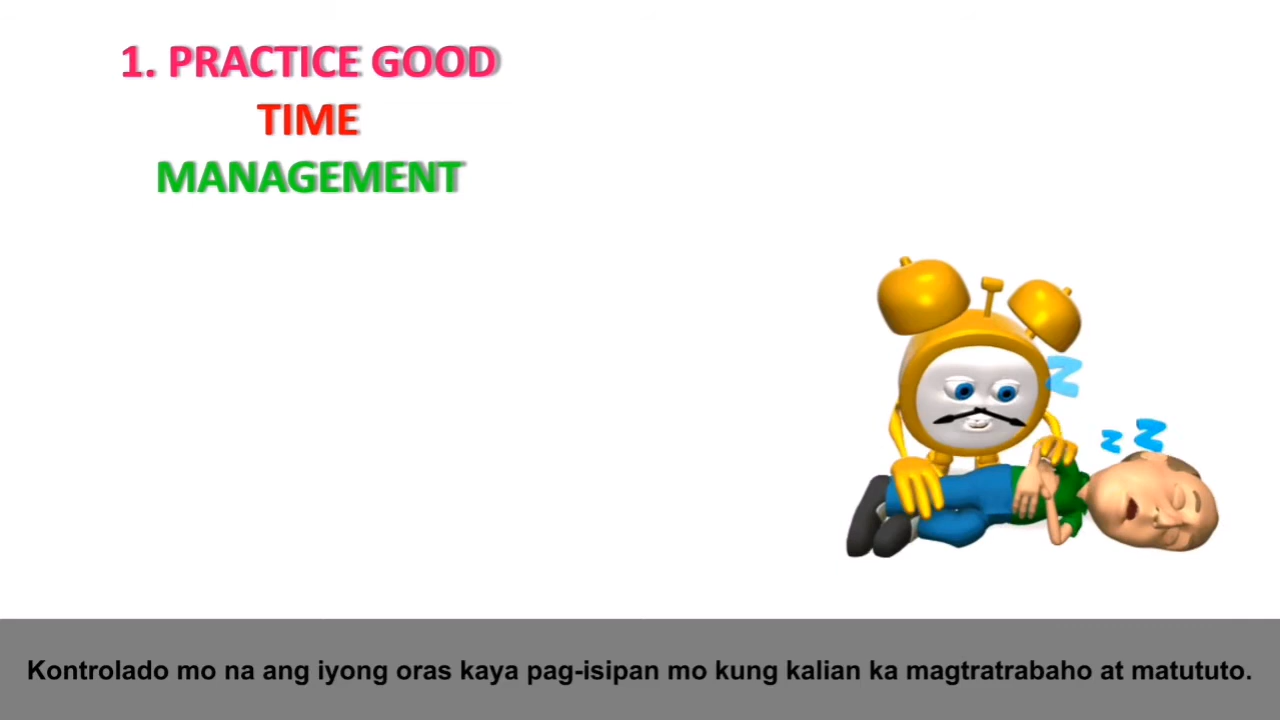 1. PRACTICE GOOD
TIME
MANAGEMENT
z
z
z
Kontrolado mo na ang iyong oras kaya pag-isipan mo kung kalian ka magtratrabaho at matututo.